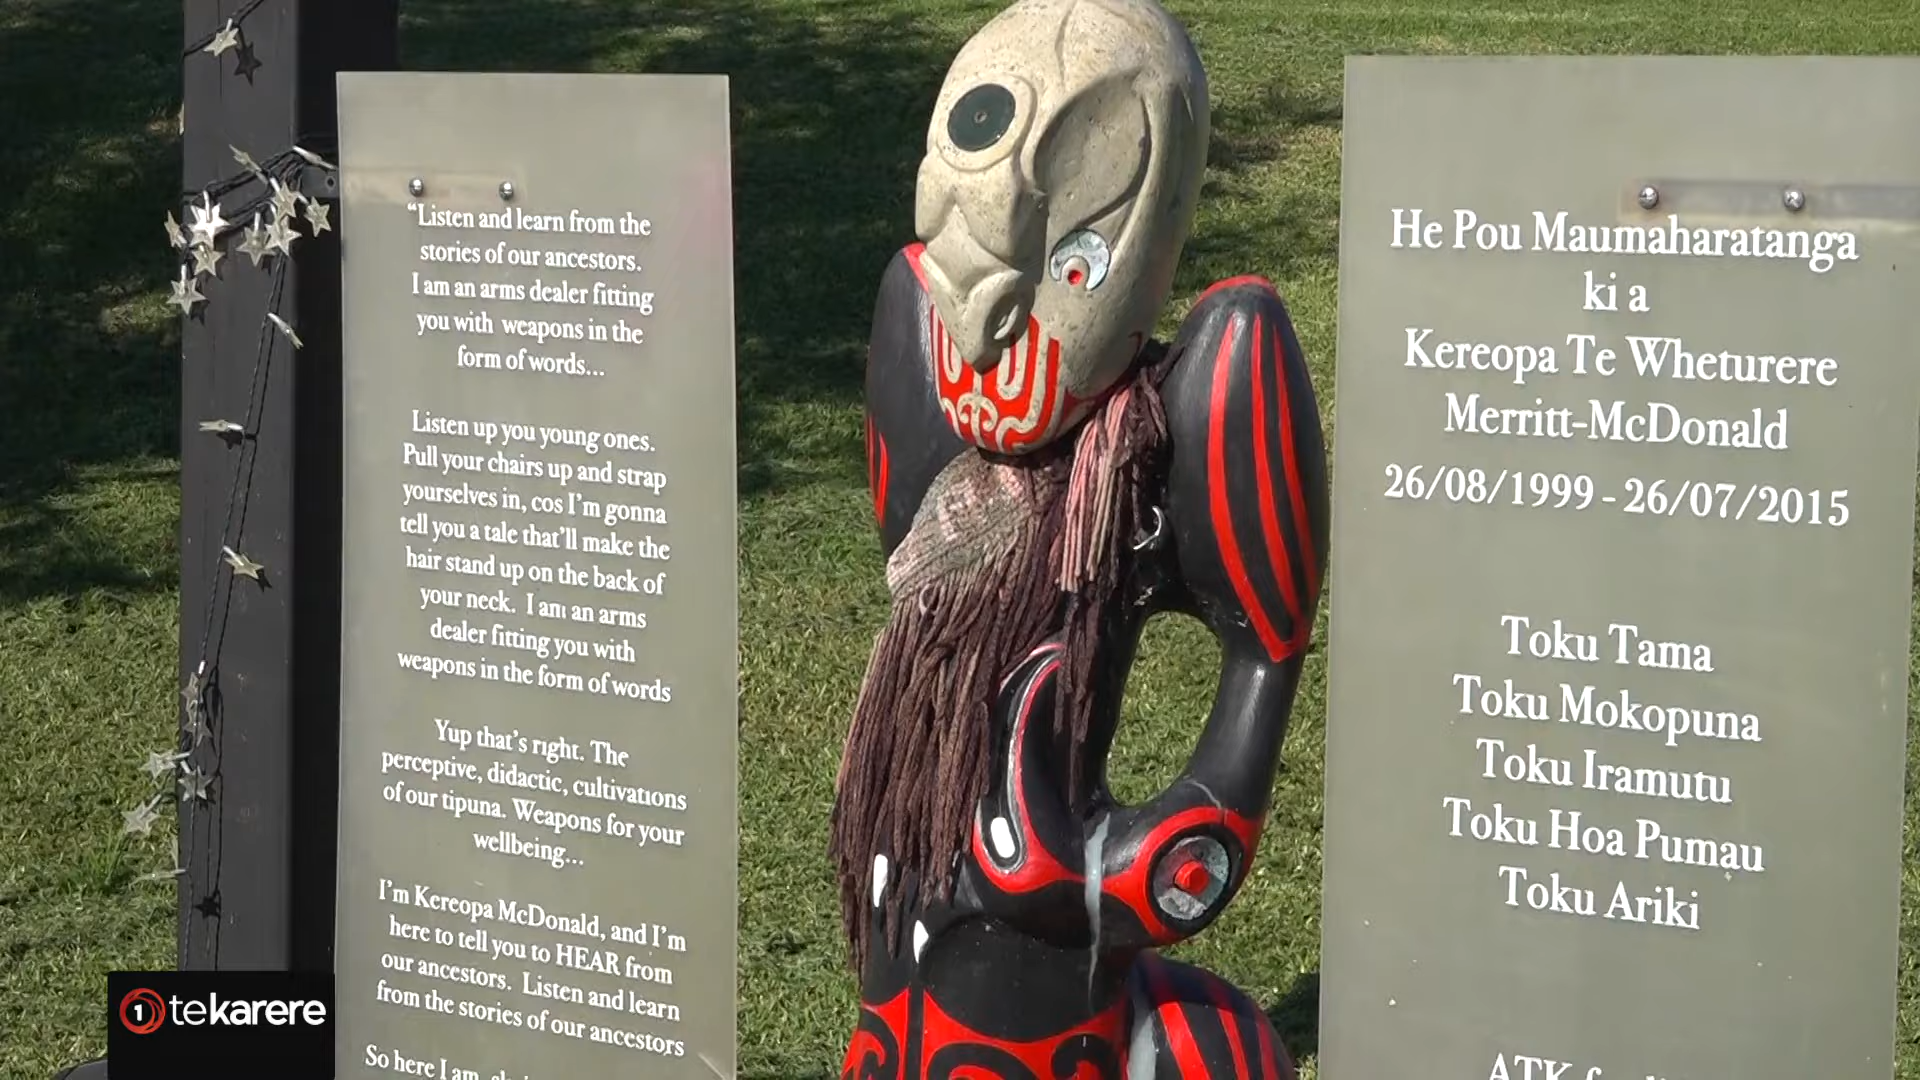 “Listen and learn from the
stories of our ancestors.
I am an arms dealer fitting
you with weapons in the
form of words...
Listen up you young ones.
Pull your chairs up and strap
yourselves in, cos I’m gonna
tell you a tale that’ll make the
hair stand up on the back of
your neck. I am an arms
dealer fitting you with
weapons in the form of words
Yup that’s right. The
perceptive, didactic, cultivations
of our tipuna. Weapons for your
wellbeing...
I’m Kereopa McDonald, and I’m
here to tell you to HEAR from
our ancestors. Listen and learn
from the stories of our ancestors
So here I am,
He Pou Maumaharatanga
ki a
Kereopa Te Wheturere
Merritt-McDonald
26/08/1999 - 26/07/2015
Toku Tama
Toku Mokopuna
Toku Iramutu
Toku Hoa Pumau
Toku Ariki
ATK
1 tekarere